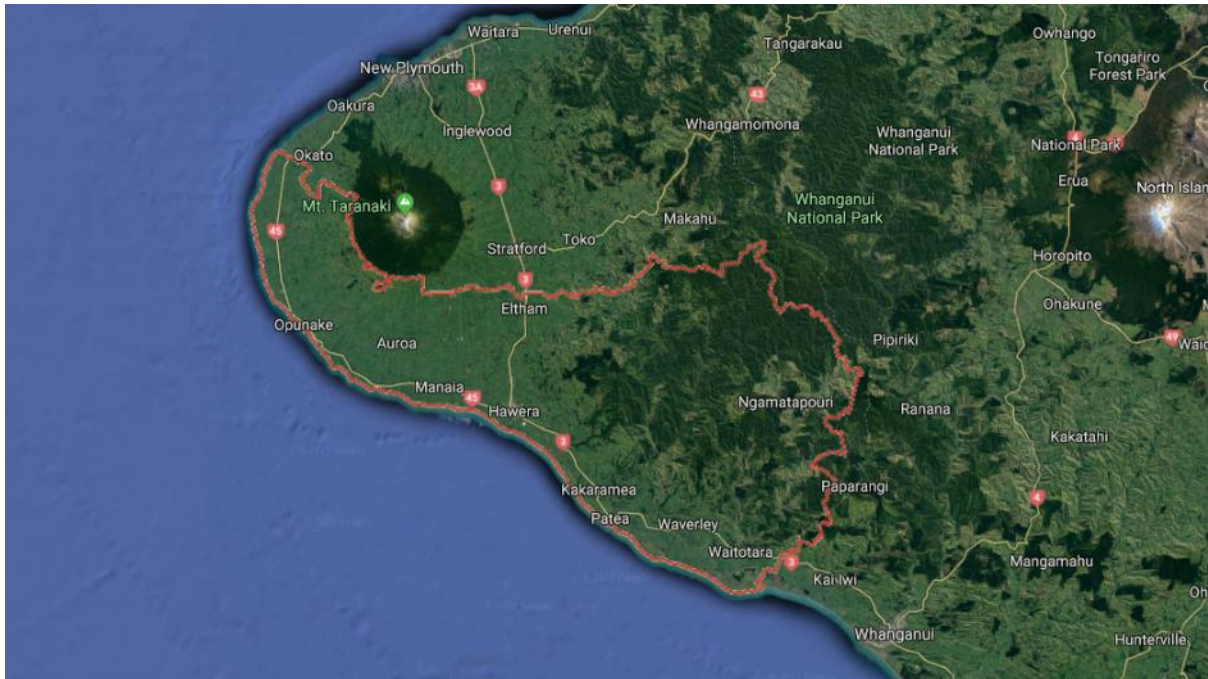 Waitara
Urenui
Owhango
Tangarakau
Tongariro
Forest Park
New Plymouth
3A
43
Oakura
Inglewood
Whangamomona
Whanganui
National Park
4
National Park
Okato
3
Erua
North Islan
Mt. Taranaki
Whanganui
National Park
Makahu
45
Toko
Stratford
Horopito
3
Eltham
Ohakune
Opunake
Pipiriki
49
Auroa
Manaia
45
Ngamatapouri
Ranana
Hawera
3
Kakatahi
Kakaramea
Paparangi
4
Patea
Waverley
Waitotara
3
Mangamahu
Kai Iwi
Whanganui
Hunterville